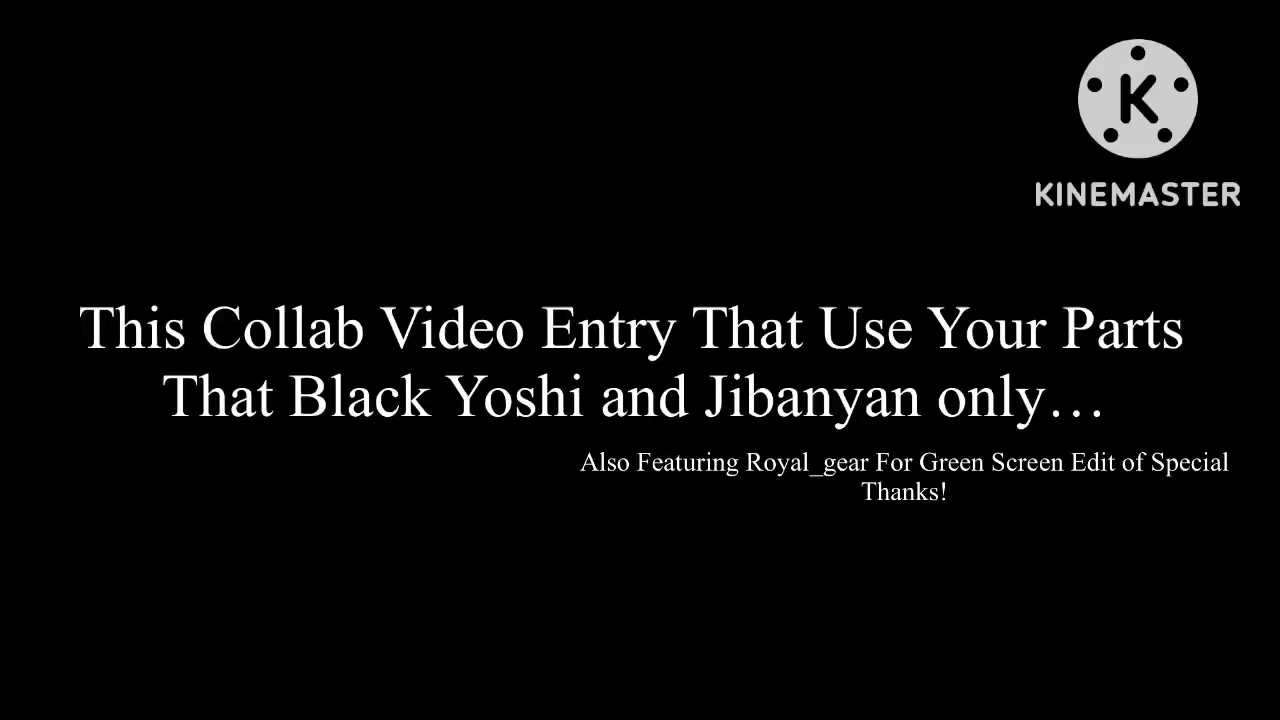 K
KINEMASTER
This Collab Video Entry That Use Your Parts
That Black Yoshi and Jibanyan only…
Also Featuring Royal_gear For Green Screen Edit of Special
Thanks!